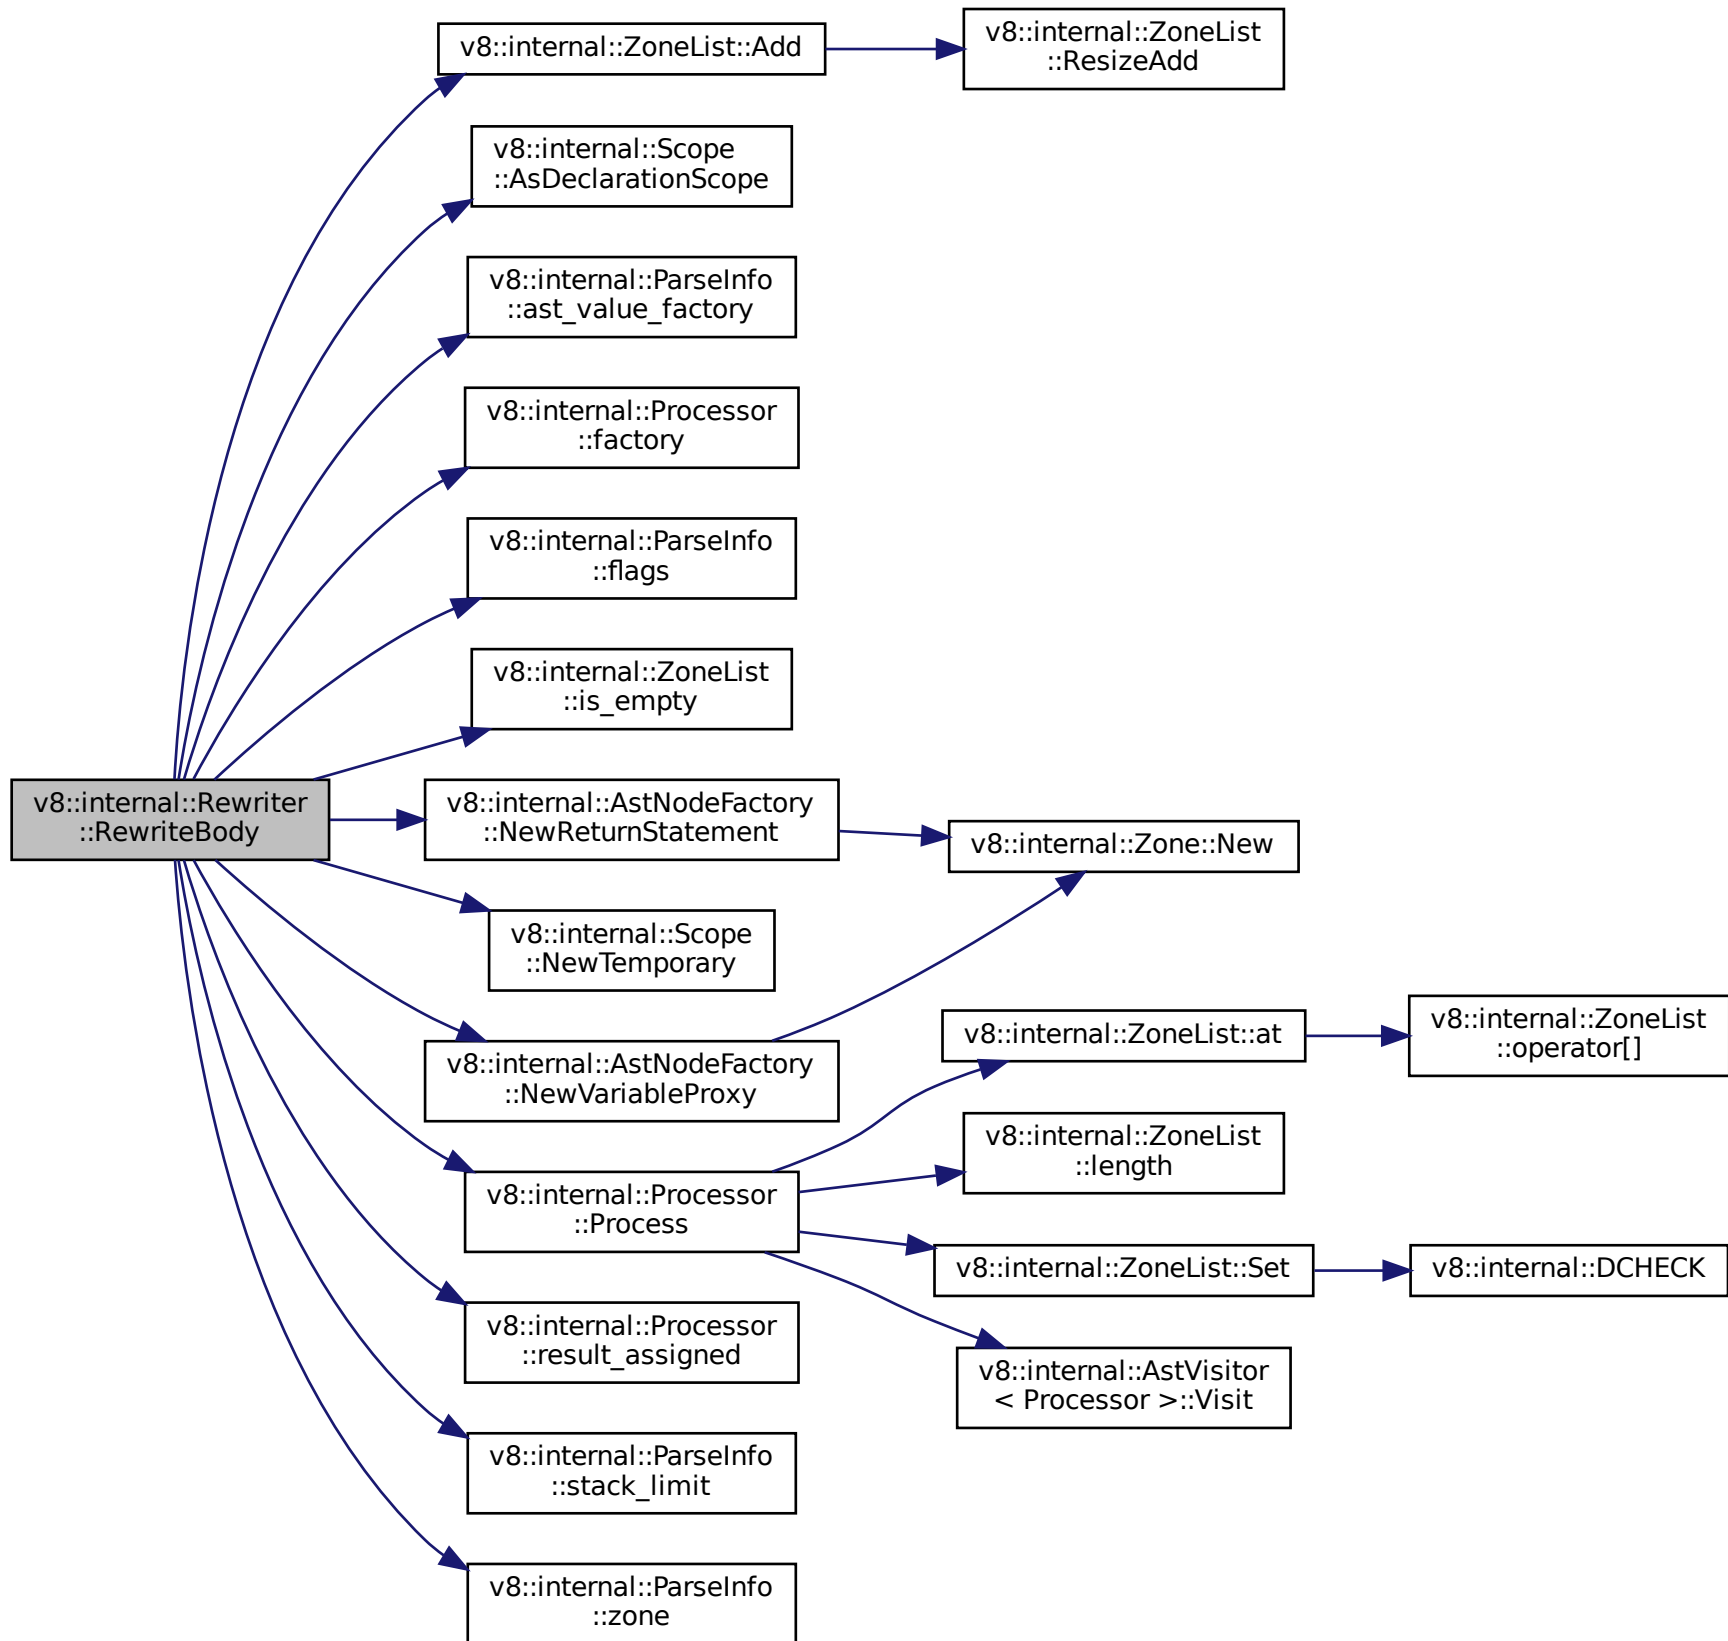 v8::internal::ZoneList::Add
v8::internal::ZoneList
::ResizeAdd
v8::internal::Scope
::AsDeclarationScope
v8::internal::ParseInfo
::ast_value_factory
v8::internal::Processor
::factory
v8::internal::ParseInfo
::flags
v8::internal::ZoneList
::is_empty
v8::internal::Rewriter
::RewriteBody
v8::internal::AstNodeFactory
::NewReturnStatement
v8::internal::Zone::New
v8::internal::Scope
::NewTemporary
v8::internal::AstNodeFactory
::NewVariableProxy
v8::internal::ZoneList::at
v8::internal::ZoneList
::operator[]
v8::internal::ZoneList
::length
v8::internal::Processor
::Process
v8::internal::ZoneList::Set
v8::internal::DCHECK
v8::internal::AstVisitor
< Processor >::Visit
v8::internal::Processor
::result_assigned
v8::internal::ParseInfo
::stack_limit
v8::internal::ParseInfo
::zone